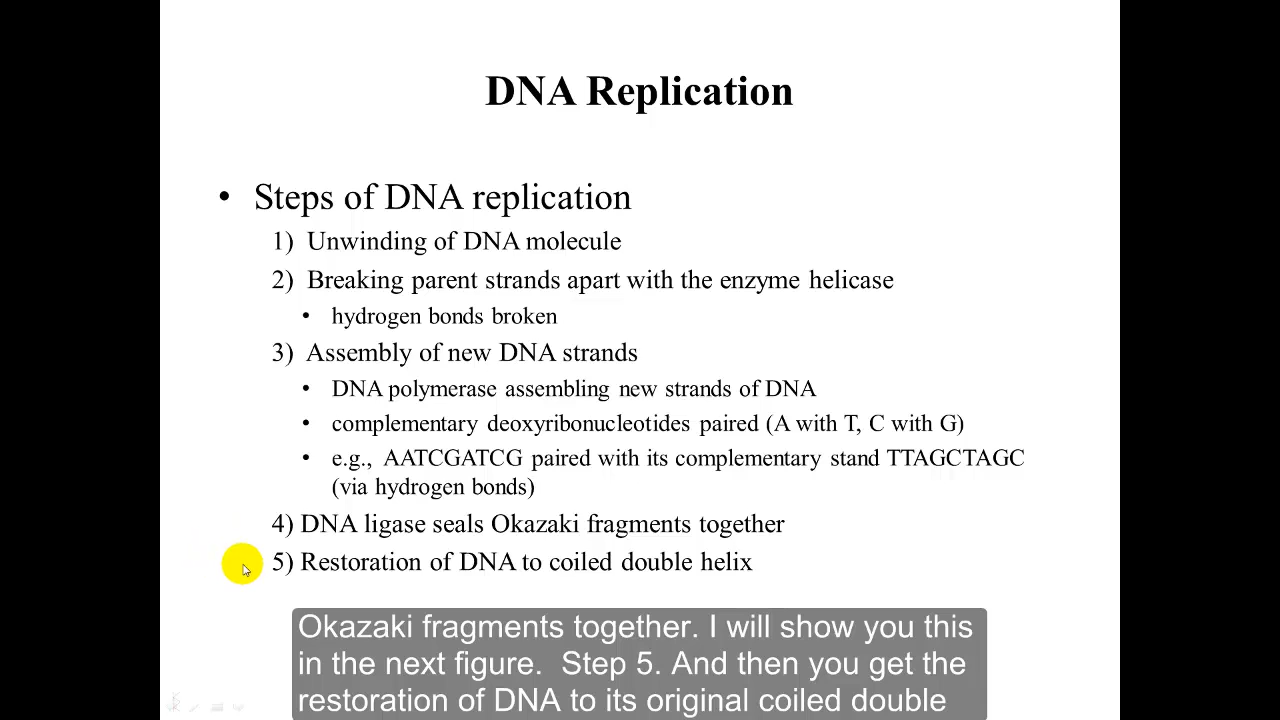 DNA Replication
• Steps of DNA replication
1) Unwinding of DNA molecule
2) Breaking parent strands apart with the enzyme helicase
• hydrogen bonds broken
3) Assembly of new DNA strands
• DNA polymerase assembling new strands of DNA
• complementary deoxyribonucleotides paired (A with T, C with G)
• e.g., AATCGATCG paired with its complementary stand TTAGCTAGC
(via hydrogen bonds)
4) DNA ligase seals Okazaki fragments together
5) Restoration of DNA to coiled double helix
Okazaki fragments together. I will show you this
in the next figure. Step 5. And then you get the
restoration of DNA to its original coiled double